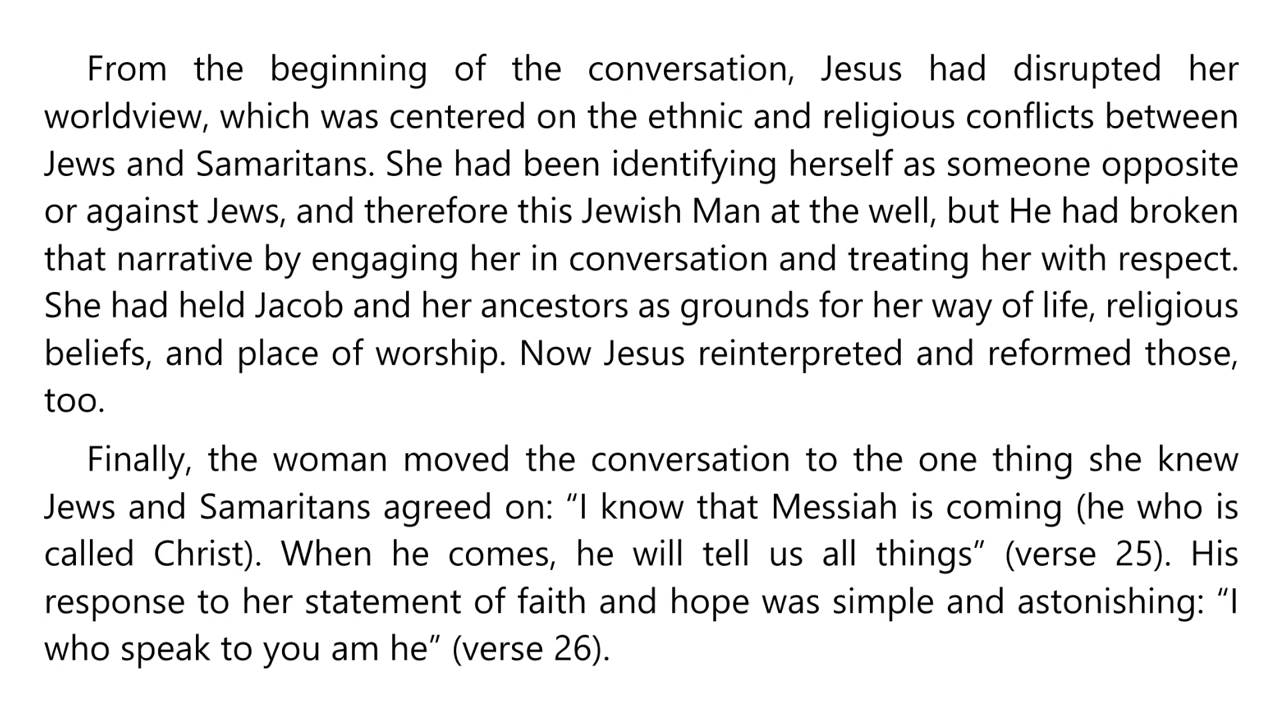 From the beginning of the conversation, Jesus had disrupted her
worldview, which was centered on the ethnic and religious conflicts between
Jews and Samaritans. She had been identifying herself as someone opposite
or against Jews, and therefore this Jewish Man at the well, but He had broken
that narrative by engaging her in conversation and treating her with respect.
She had held Jacob and her ancestors as grounds for her way of life, religious
beliefs, and place of worship. Now Jesus reinterpreted and reformed those,
too.
Finally, the woman moved the conversation to the one thing she knew
Jews and Samaritans agreed on: “I know that Messiah is coming (he who is
called Christ). When he comes, he will tell us all things” (verse 25). His
response to her statement of faith and hope was simple and astonishing: “I
who speak to you am he” (verse 26).